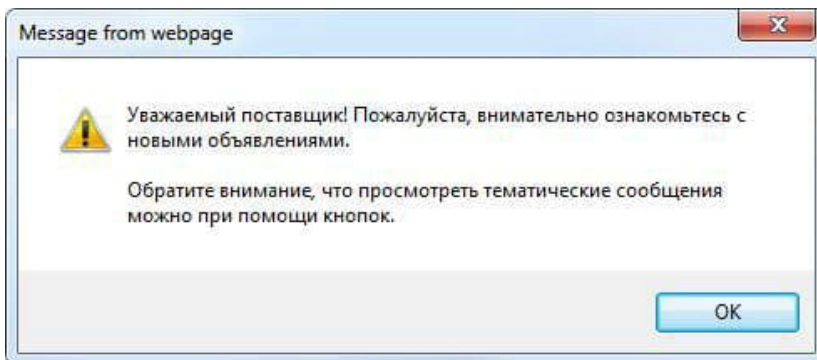 Message from webpage
Уважаемый поставщик! Пожалуйста, внимательно ознакомьтесь с
новыми объявлениями.
Обратите внимание, что просмотреть тематические сообщения
можно при помощи кнопок.
OK